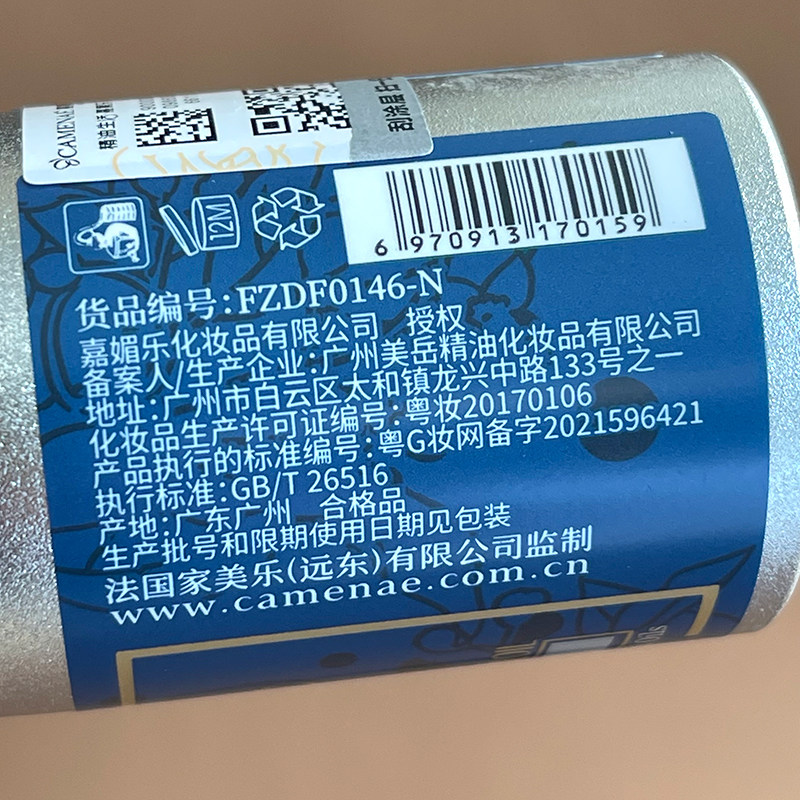 CAMENAE
12M
6 970913 170159
货品编号:FZDF0146-N
嘉媚乐化妆品有限公司 授权
备案人/生产企业:广州美岳精油化妆品有限公司
地址:广州市白云区太和镇龙兴中路133号之一
化妆品生产许可证编号:粤妆20170106
产品执行的标准编号:粤G妆网备字2021596421
执行标准:GB/T 26516
产地:广东广州 合格品
生产批号和限期使用日期见包装
法国家美乐(远东)有限公司监制
www.camenae.com.cn